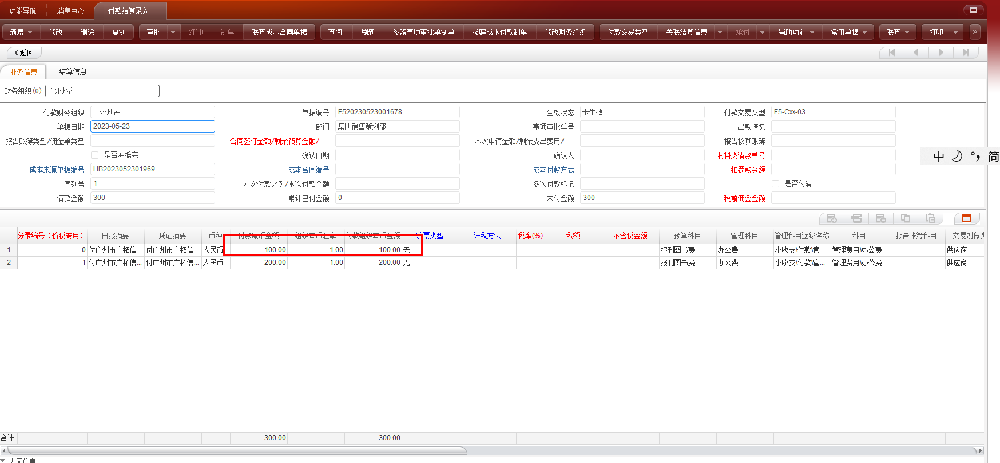 功能导航 消息中心 付款结算录入
新增 修改 删除 复制 审批 红冲 制单 联查成本合同单据 查询 刷新 参照事项审批单制单 参照成本付款制单 修改财务组织 付款交易类型 关联结算信息 承付 辅助功能 常用单据 联查 打印 »
返回
业务信息 结算信息
财务组织(O) 广州地产
付款财务组织 广州地产 单据编号 F520230523001678 生效状态 未生效 付款交易类型 F5-Cxx-03
单据日期 2023-05-23 部门 集团销售策划部 事项审批单号 出款情况
报告账簿类型/佣金单类型 合同签订金额/剩余预算金额/... 本次申请金额/剩余支出费用/... 报告核算账簿
是否冲抵完 确认日期 确认人 材料类请款单号
中 °, 简
成本来源单据编号 HB2023052301969 成本合同编号 成本付款方式 扣罚款金额
序列号 1 本次付款比例/本次付款金额 多次付款标记 是否付清
请款金额 300 累计已付金额 0 未付金额 300 税前佣金金额
分录编号（价税专用） 日报摘要 凭证摘要 币种 付款原币金额 组织本币汇率 付款组织本币金额 发票类型 计税方法 税率(%) 税额 不含税金额 预算科目 管理科目 管理科目逐级名称 科目 报告账簿科目 交易对象类
1 0 付广州市广拓信... 付广州市广拓信... 人民币 100.00 1.00 100.00 无 报刊图书费 办公费 小收支\付款\管... 管理费用\办公费 供应商
2 1 付广州市广拓信... 付广州市广拓信... 人民币 200.00 1.00 200.00 无 报刊图书费 办公费 小收支\付款\管... 管理费用\办公费 供应商
合计 300.00 300.00
表尾信息